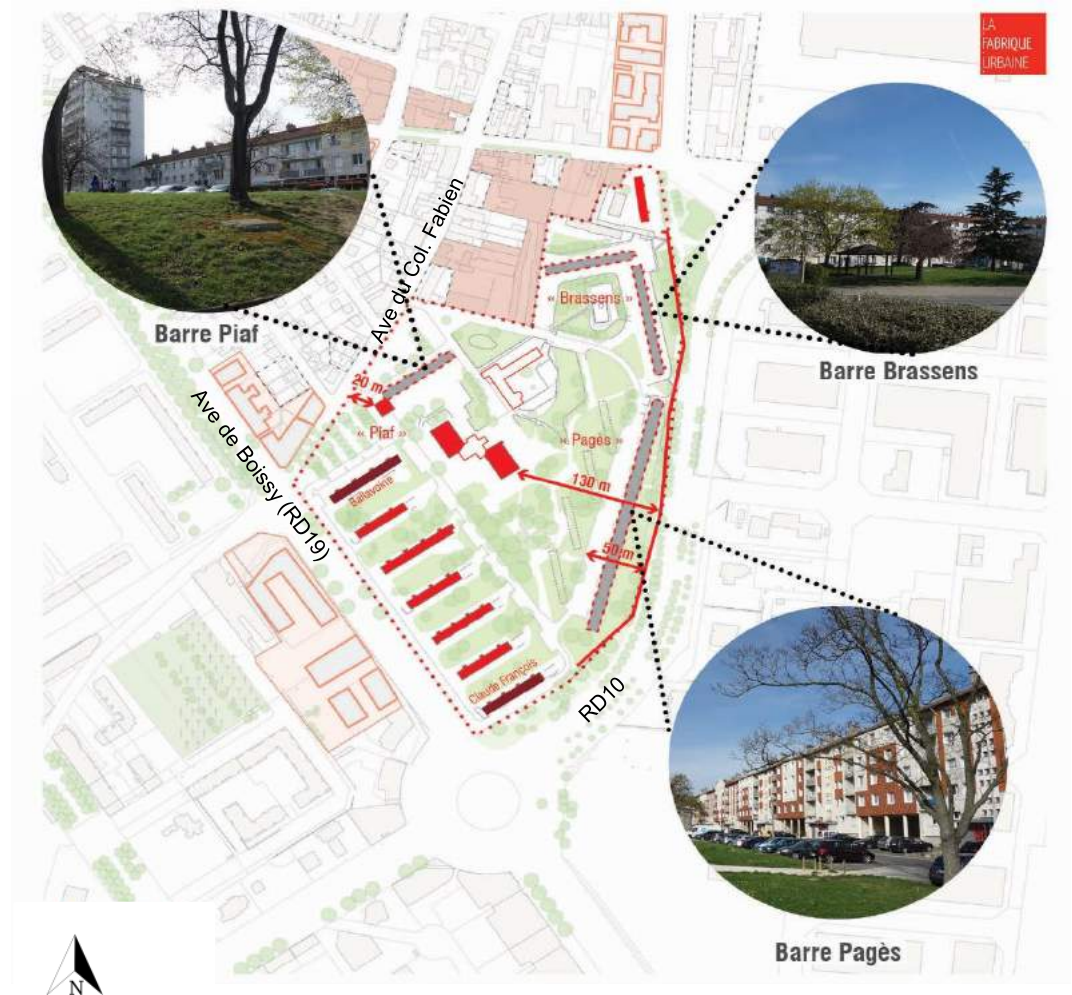 LA
FABRIQUE
URBAINE
Ave du Col. Fabien
« Brassens »
Barre Piaf
Barre Brassens
20 m
Ave de Boissy (RD19)
« Piaf »
« Pagès »
130 m
Balavoine
50 m
Claude François
RD10
Barre Pagès
N